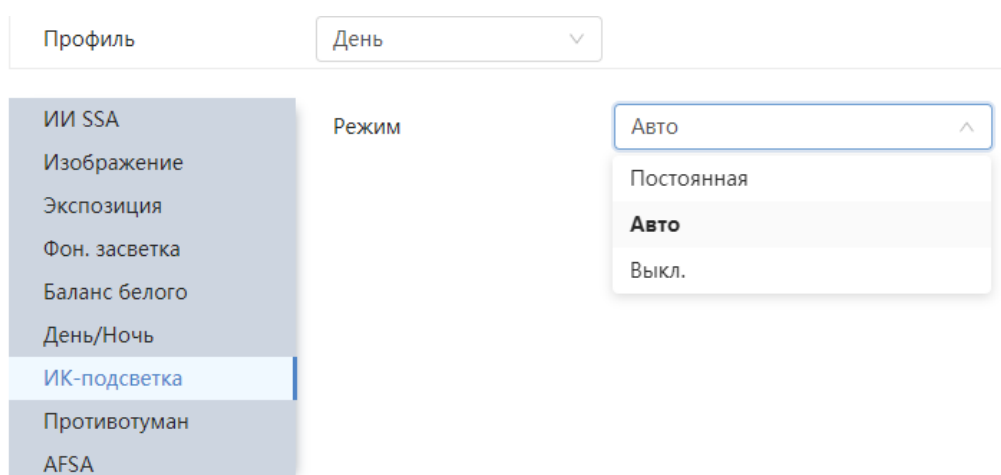 Профиль
День
ИИ SSA
Изображение
Экспозиция
Фон. засветка
Баланс белого
День/Ночь
ИК-подсветка
Противотуман
AFSA
Режим
Авто
Постоянная
Авто
Выкл.